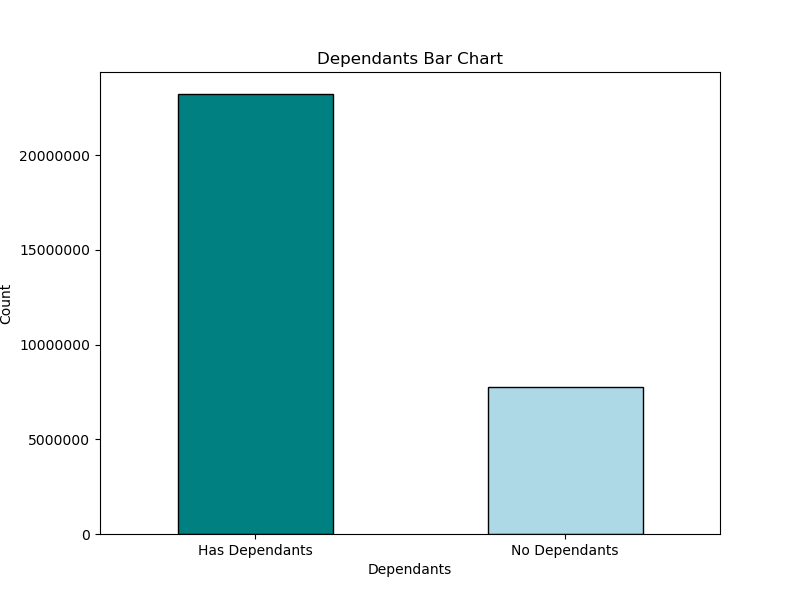 Dependants Bar Chart
Count
20000000
15000000
10000000
5000000
0
Has Dependants
No Dependants
Dependants